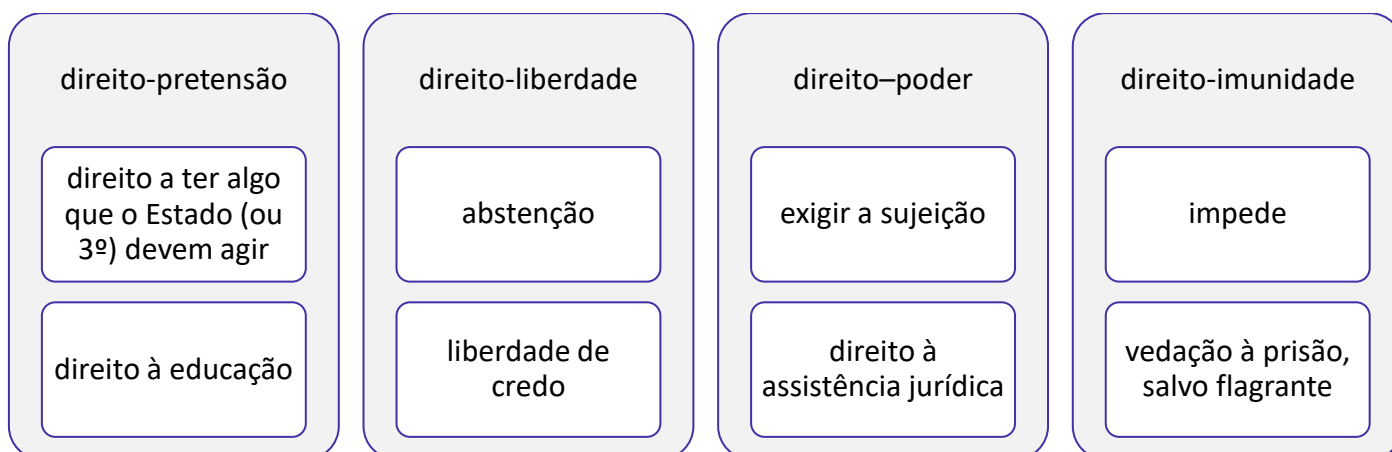 direito-pretensão
direito a ter algo
que o Estado (ou
3º) devem agir
direito à educação
direito-liberdade
abstenção
liberdade de
credo
direito–poder
exigir a sujeição
direito à
assistência jurídica
direito-imunidade
impede
vedação à prisão,
salvo flagrante